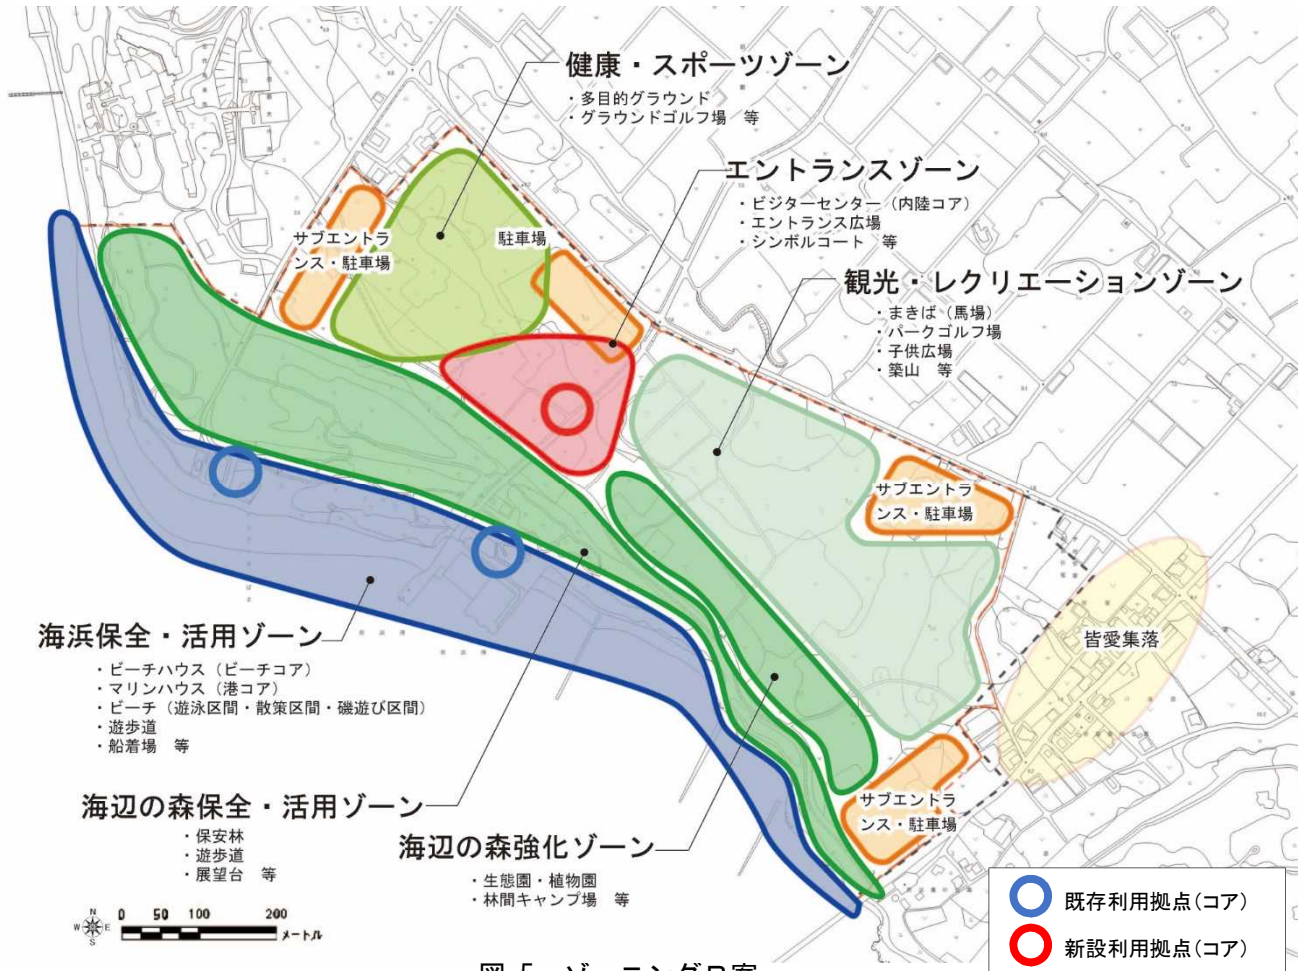 健康・スポーツゾーン
・多目的グラウンド
・グラウンドゴルフ場　等
エントランスゾーン
・ビジターセンター（内陸コア）
・エントランス広場
・シンボルコート　等
サブエントラ
ンス・駐車場
駐車場
観光・レクリエーションゾーン
・まきば（馬場）
・パークゴルフ場
・子供広場
・築山　等
サブエントラ
ンス・駐車場
皆愛集落
海浜保全・活用ゾーン
・ビーチハウス（ビーチコア）
・マリンハウス（港コア）
・ビーチ（遊泳区間・散策区間・磯遊び区間）
・遊歩道
・船着場　等
海辺の森保全・活用ゾーン
・保安林
・遊歩道
・展望台　等
海辺の森強化ゾーン
・生態園・植物園
・林間キャンプ場　等
サブエントラ
ンス・駐車場
N
W E
S
0 50 100 200
メートル
既存利用拠点（コア）
新設利用拠点（コア）